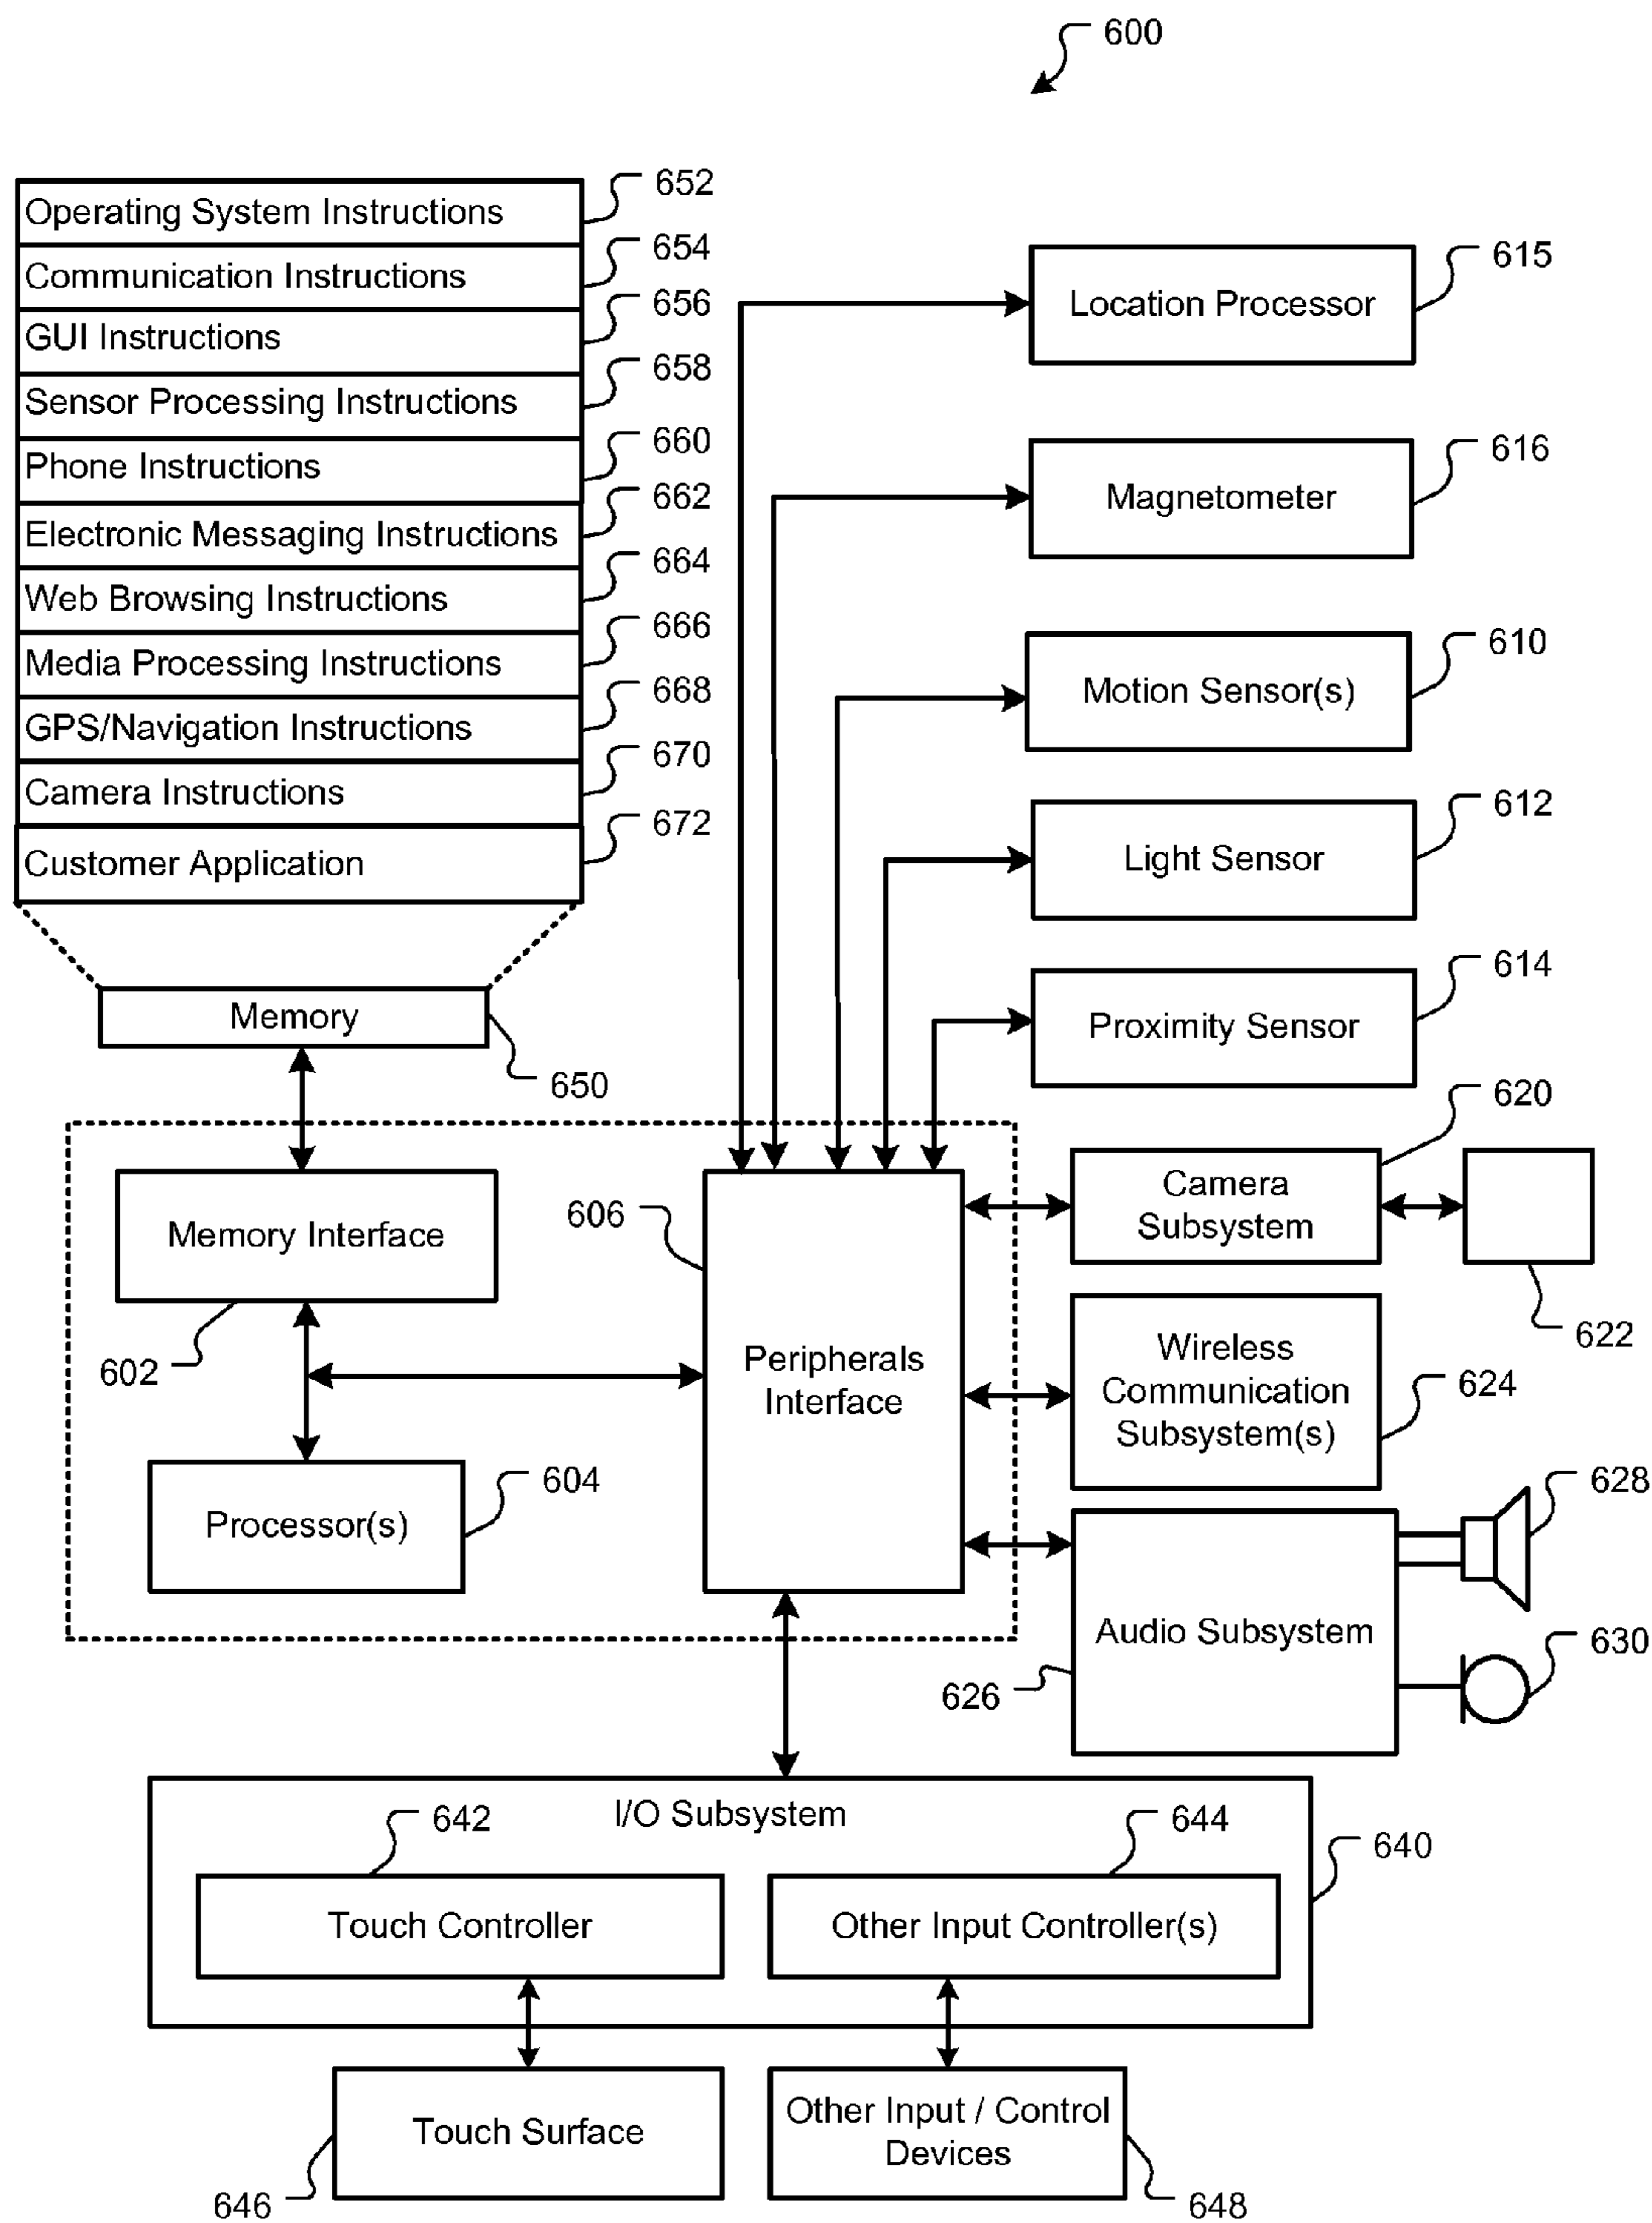 600
Operating System Instructions
652
Communication Instructions
654
GUI Instructions
656
Sensor Processing Instructions
658
Phone Instructions
660
Electronic Messaging Instructions
662
Web Browsing Instructions
664
Media Processing Instructions
666
GPS/Navigation Instructions
668
Camera Instructions
670
Customer Application
672
Memory
650
Location Processor
615
Magnetometer
616
Motion Sensor(s)
610
Light Sensor
612
Proximity Sensor
614
Memory Interface
602
Processor(s)
604
606
Peripherals
Interface
Camera
Subsystem
620
622
Wireless
Communication
Subsystem(s)
624
Audio Subsystem
626
628
630
I/O Subsystem
640
642
Touch Controller
644
Other Input Controller(s)
Touch Surface
646
Other Input / Control
Devices
648